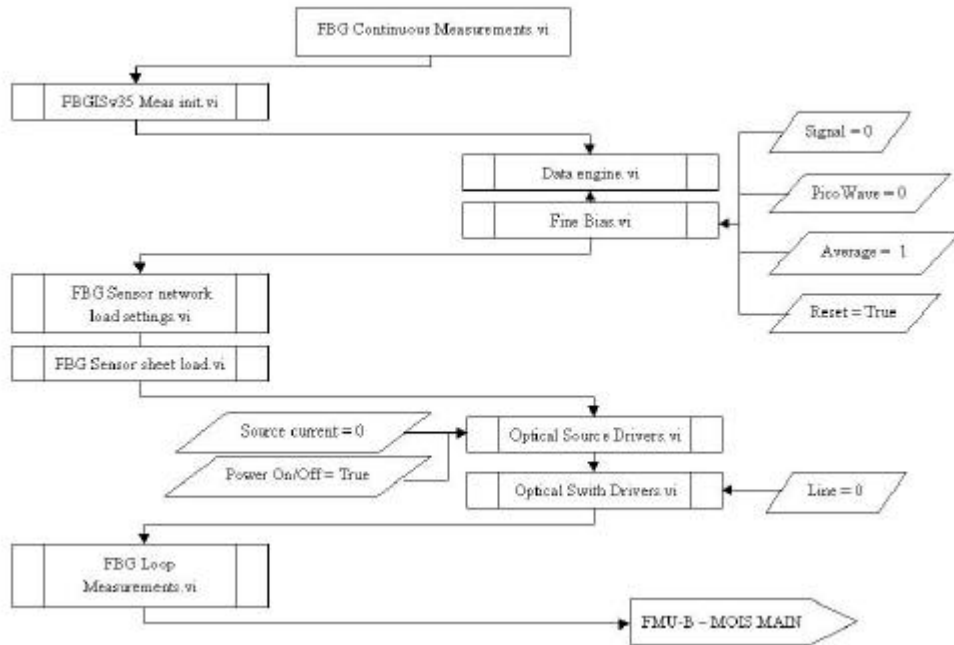 FBG Continuous Measurements.vi
FBGISv35 Meas init.vi
Signal = 0
Data engine.vi
Pico Wave = 0
Fine Bias.vi
Average = 1
FBG Sensor network
load settings.vi
Reset = True
FBG Sensor sheet load.vi
Source current = 0
Optical Source Drivers.vi
Power On/Off = True
Optical Swith Drivers.vi
Line = 0
FBG Loop
Measurements.vi
FMU-B – MOIS MAIN